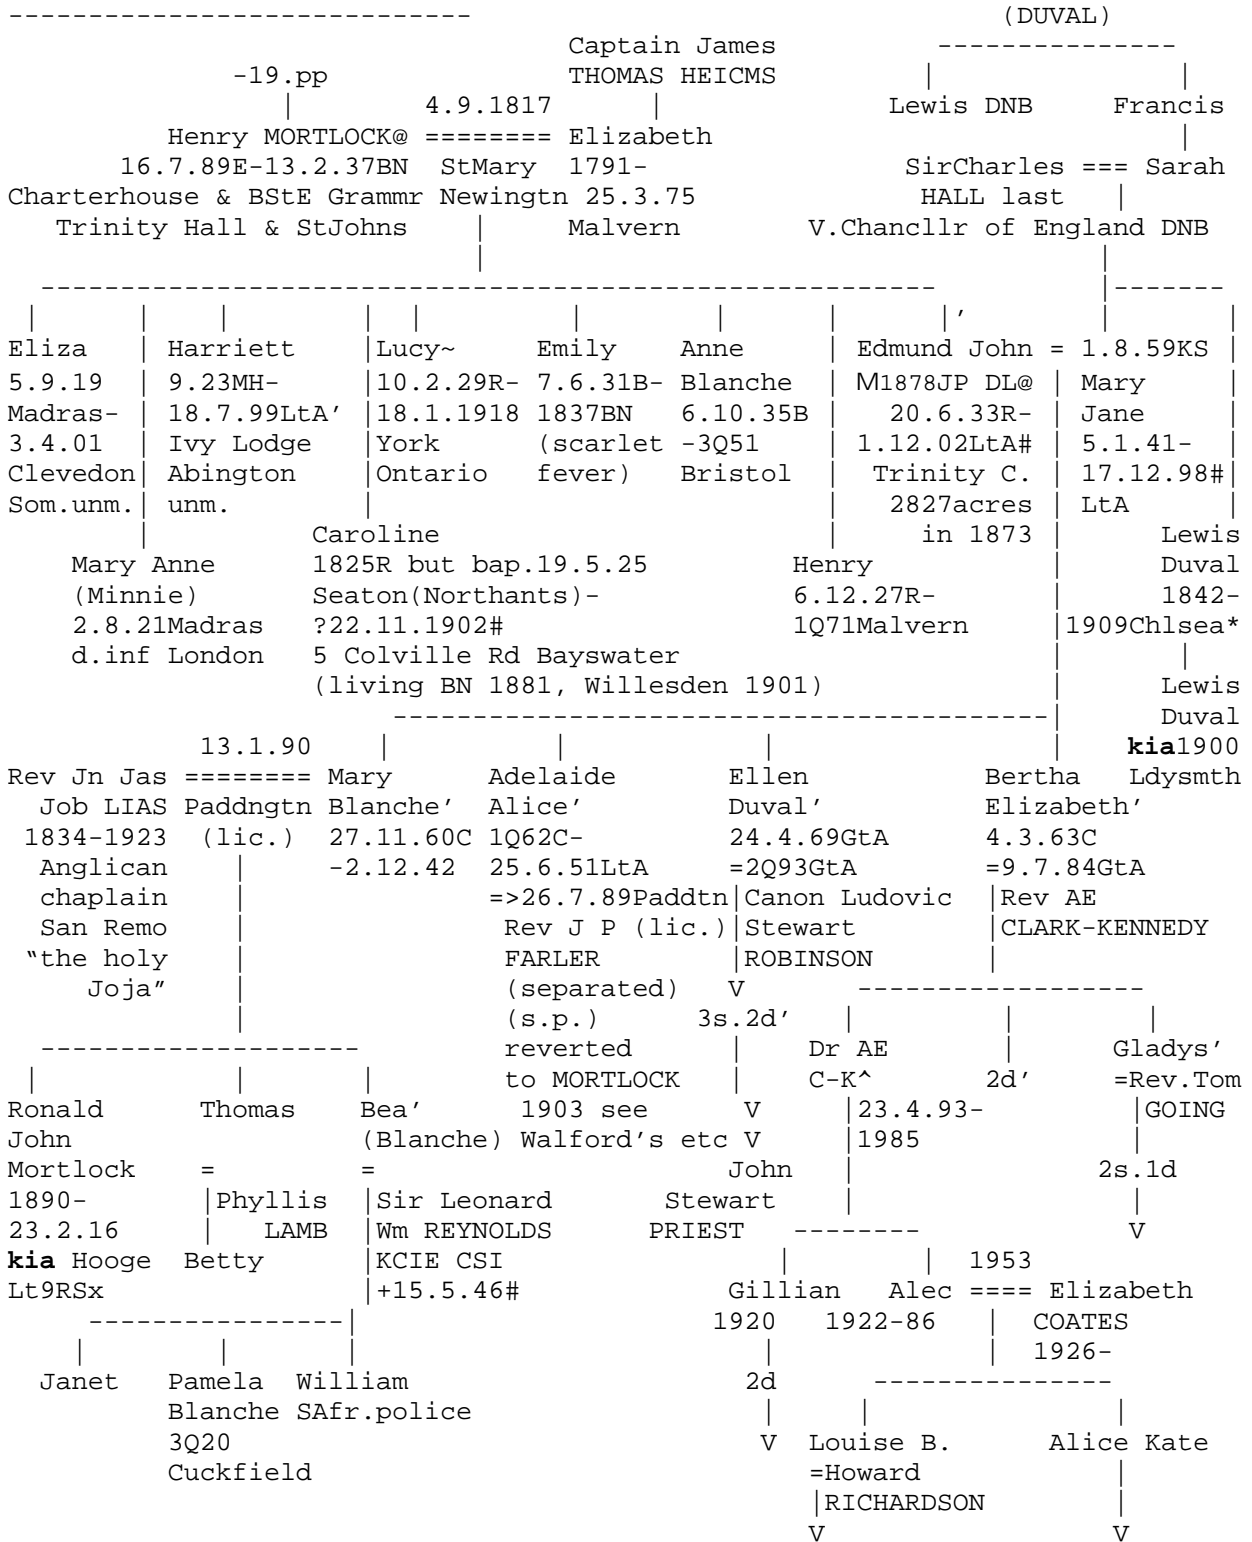 ----------------------------- (DUVAL)
Captain James ---------------
-19.pp THOMAS HEICMS | |
| 4.9.1817 | Lewis DNB Francis
Henry MORTLOCK@ ======== Elizabeth |
16.7.89E-13.2.37BN StMary 1791- SirCharles === Sarah
Charterhouse & BStE Grammr Newingtn 25.3.75 HALL last |
Trinity Hall & StJohns | Malvern V.Chancllr of England DNB
| |
-------------------------------------------------------- |-------
| | | | | | | | |' | |
Eliza | Harriett |Lucy~ Emily Anne | Edmund John = 1.8.59KS |
5.9.19 | 9.23MH- |10.2.29R- 7.6.31B- Blanche | M1878JP DL@ | Mary |
Madras- | 18.7.99LtA' |18.1.1918 1837BN 6.10.35B | 20.6.33R- | Jane |
3.4.01 | Ivy Lodge |York (scarlet -3Q51 | 1.12.02LtA# | 5.1.41- |
Clevedon| Abington |Ontario fever) Bristol | Trinity C. | 17.12.98#|
Som.unm.| unm. | | 2827acres | LtA |
| Caroline | in 1873 | Lewis
Mary Anne 1825R but bap.19.5.25 Henry | Duval
(Minnie) Seaton(Northants)- 6.12.27R- | 1842-
2.8.21Madras ?22.11.1902# 1Q71Malvern |1909Chlsea*
d.inf London 5 Colville Rd Bayswater | |
(living BN 1881, Willesden 1901) | Lewis
-----------------------------------------| Duval
13.1.90 | | | | kia1900
Rev Jn Jas ======== Mary Adelaide Ellen Bertha Ldysmth
Job LIAS Paddngtn Blanche' Alice' Duval' Elizabeth'
1834-1923 (lic.) 27.11.60C 1Q62C- 24.4.69GtA 4.3.63C
Anglican | -2.12.42 25.6.51LtA =2Q93GtA =9.7.84GtA
chaplain | =>26.7.89Paddtn|Canon Ludovic |Rev AE
San Remo | Rev J P (lic.)|Stewart |CLARK-KENNEDY
"the holy | FARLER |ROBINSON |
Joja" | (separated) V ------------------
| (s.p.) 3s.2d' | | |
-------------------- reverted | Dr AE | Gladys'
| | | to MORTLOCK | C-K^ 2d' =Rev.Tom
Ronald Thomas Bea' 1903 see V |23.4.93- |GOING
John (Blanche) Walford's etc V |1985 |
Mortlock = = John | 2s.1d
1890- |Phyllis |Sir Leonard Stewart | |
23.2.16 | LAMB |Wm REYNOLDS PRIEST -------- V
kia Hooge Betty |KCIE CSI | | 1953
Lt9RSx |+15.5.46# Gillian Alec ==== Elizabeth
----------------| 1920 1922-86 | COATES
| | | | | 1926-
Janet Pamela William 2d ---------------
Blanche SAfr.police | | |
3Q20 V Louise B. Alice Kate
Cuckfield =Howard |
|RICHARDSON |
V V